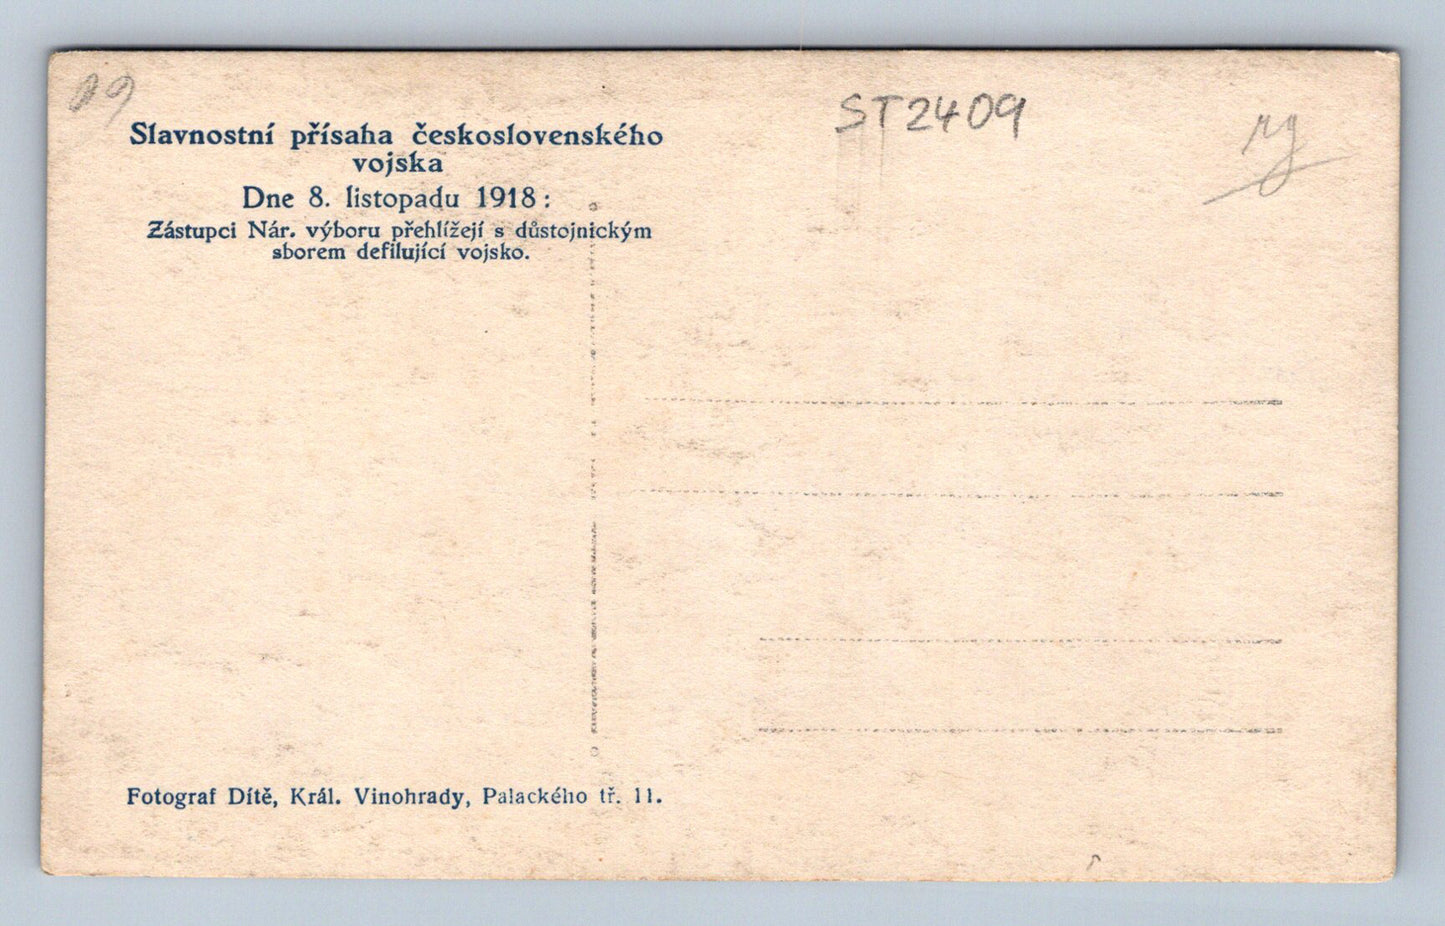 09
ST2409
Slavnostní přísaha československého
vojska
Dne 8. listopadu 1918 :
Zástupci Nár. výboru přehlížejí s důstojnickým
sborem defilující vojsko.
Fotograf Dítě, Král. Vinohrady, Palackého tř. 11.